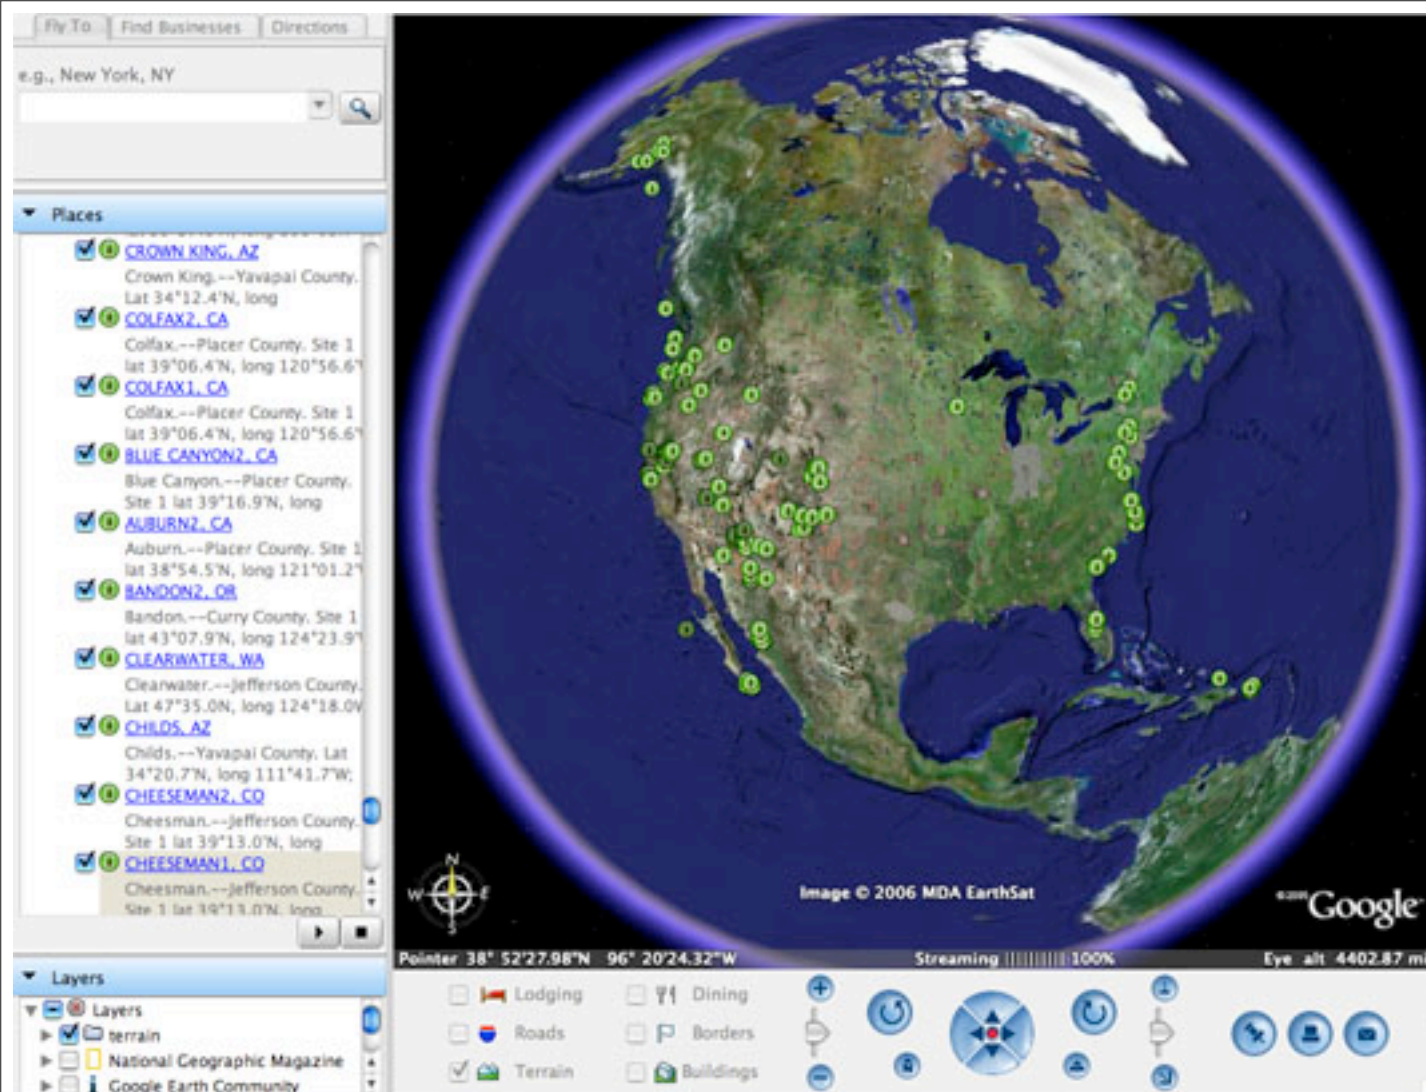 Fly To
Find Businesses
Directions
e.g., New York, NY
Places
CROWN KING, AZ
Crown King.--Yavapai County.
Lat 34°12.4'N, long
COLFAX2, CA
Colfax.--Placer County. Site 1
lat 39°06.4'N, long 120°56.6'
COLFAX1, CA
Colfax.--Placer County. Site 1
lat 39°06.4'N, long 120°56.6'
BLUE CANYON2, CA
Blue Canyon.--Placer County.
Site 1 lat 39°16.9'N, long
AUBURN2, CA
Auburn.--Placer County. Site 1
lat 38°54.5'N, long 121°01.2'
BANDON2, OR
Bandon.--Curry County. Site 1
lat 43°07.9'N, long 124°23.9'
CLEARWATER, WA
Clearwater.--Jefferson County.
Lat 47°35.0N, long 124°18.0
CHILDS, AZ
Childs.--Yavapai County. Lat
34°20.7'N, long 111°41.7'W;
CHEESEMAN2, CO
Cheesman.--Jefferson County.
Site 1 lat 39°13.0'N, long
CHEESEMAN1, CO
Cheesman.--Jefferson County.
Site 1 lat 39°13.0'N, long
Layers
Layers
terrain
National Geographic Magazine
Google Earth Community
N
W
E
S
Image © 2006 MDA EarthSat
Google
Pointer 38° 52'27.98"N 96° 20'24.32"W
Streaming |||||||||| 100%
Eye alt 4402.87 mi
Lodging
Dining
Roads
Borders
Terrain
Buildings